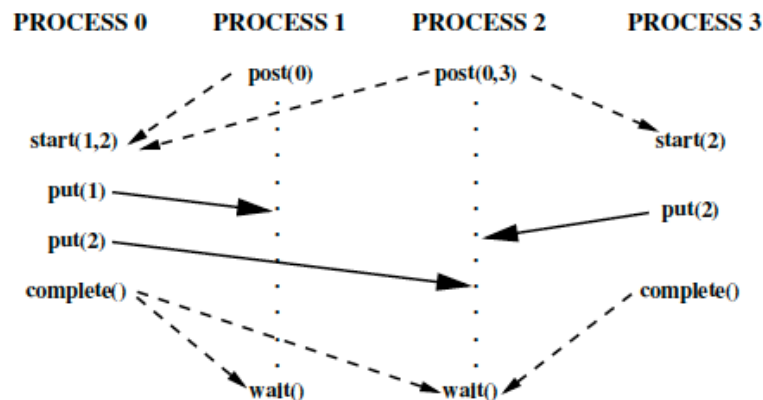 PROCESS 0 PROCESS 1 PROCESS 2 PROCESS 3
post(0) post(0,3)
start(1,2) start(2)
put(1)
put(2)
put(2)
complete() complete()
wait() wait()